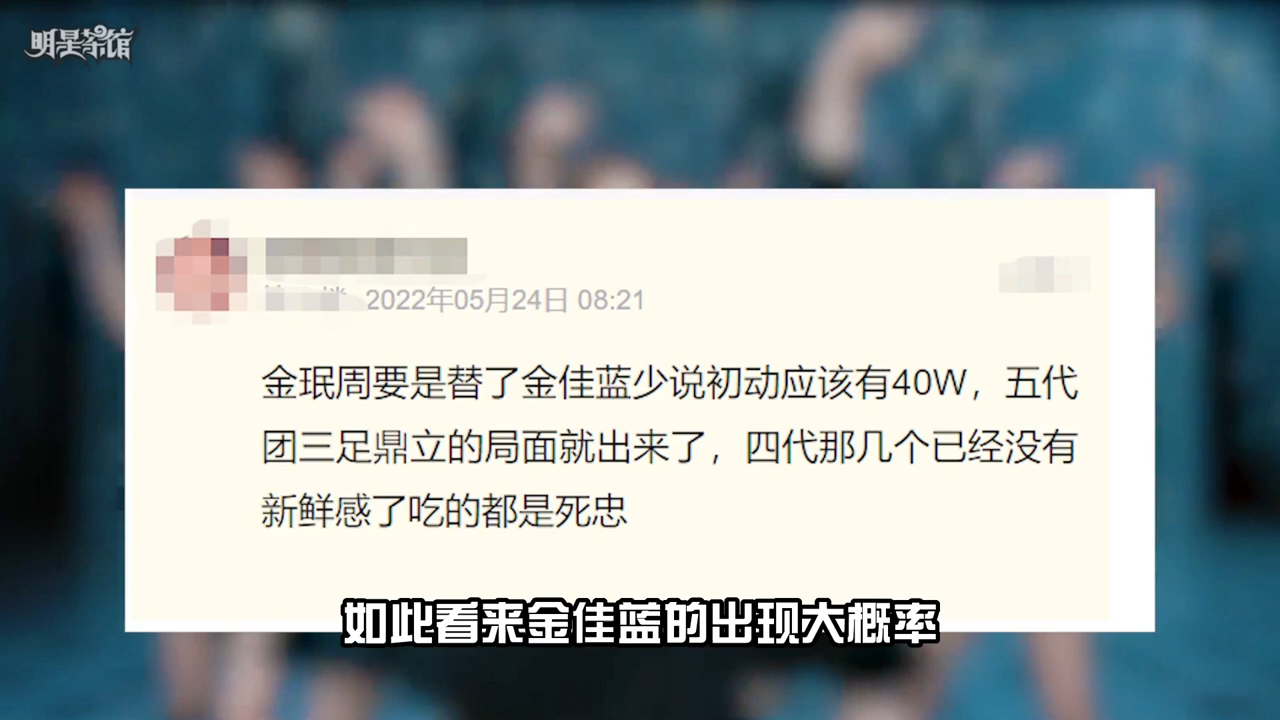 明星茶馆
2022年05月24日 08:21
金珉周要是替了金佳蓝少说初动应该有40W，五代
团三足鼎立的局面就出来了，四代那几个已经没有
新鲜感了吃的都是死忠
如此看来金佳蓝的出现大概率